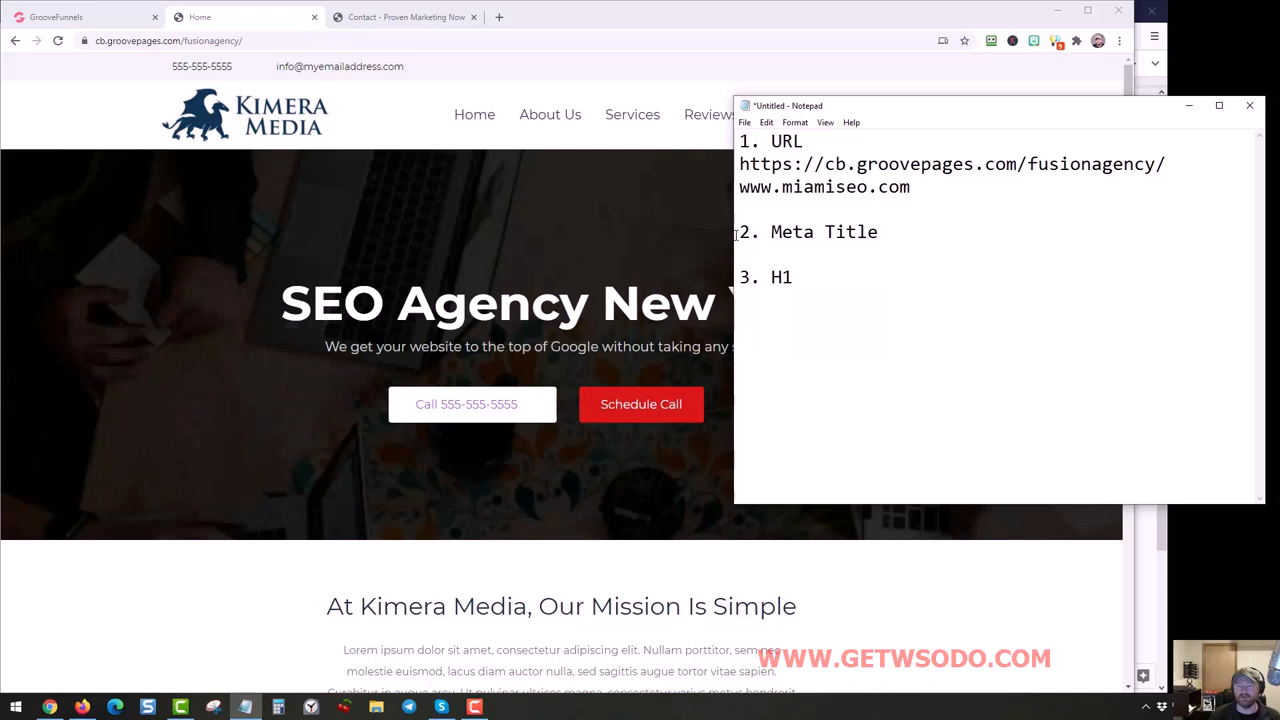 GrooveFunnels
Home
Contact - Proven Marketing Now
cb.groovepages.com/fusionagency/
555-555-5555
info@myemailaddress.com
KIMERA
MEDIA
Home
About Us
Services
Reviews
*Untitled - Notepad
File
Edit
Format
View
Help
1. URL
https://cb.groovepages.com/fusionagency/
www.miamiseo.com
2. Meta Title
3. H1
SEO Agency New
We get your website to the top of Google without taking any
Call 555-555-5555
Schedule Call
At Kimera Media, Our Mission Is Simple
Lorem ipsum dolor sit amet, consectetur adipiscing elit. Nullam porttitor, sem nec
molestie euismod, lacus diam auctor nulla, sed sagittis augue tortor vitae sapien.
WWW.GETWSODO.COM